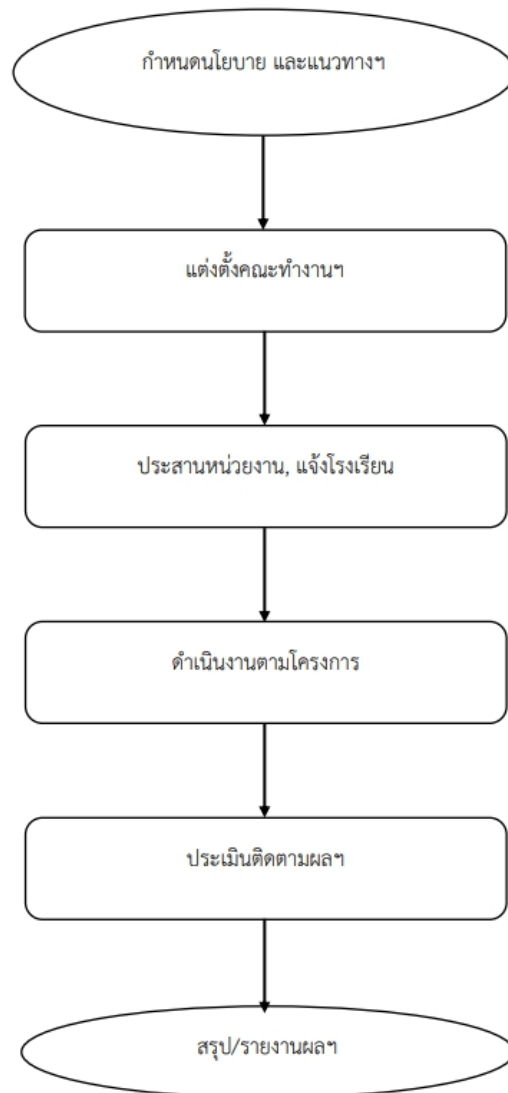 กำหนดนโยบาย และแนวทางฯ
แต่งตั้งคณะทำงานฯ
ประสานหน่วยงาน, แจ้งโรงเรียน
ดำเนินงานตามโครงการ
ประเมินติดตามผลฯ
สรุป/รายงานผลฯ